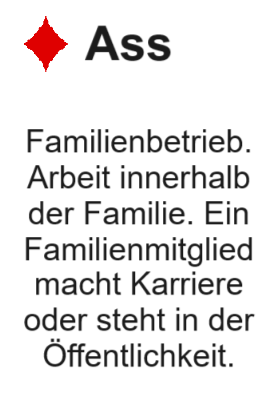 Ass
Familienbetrieb.
Arbeit innerhalb
der Familie. Ein
Familienmitglied
macht Karriere
oder steht in der
Öffentlichkeit.